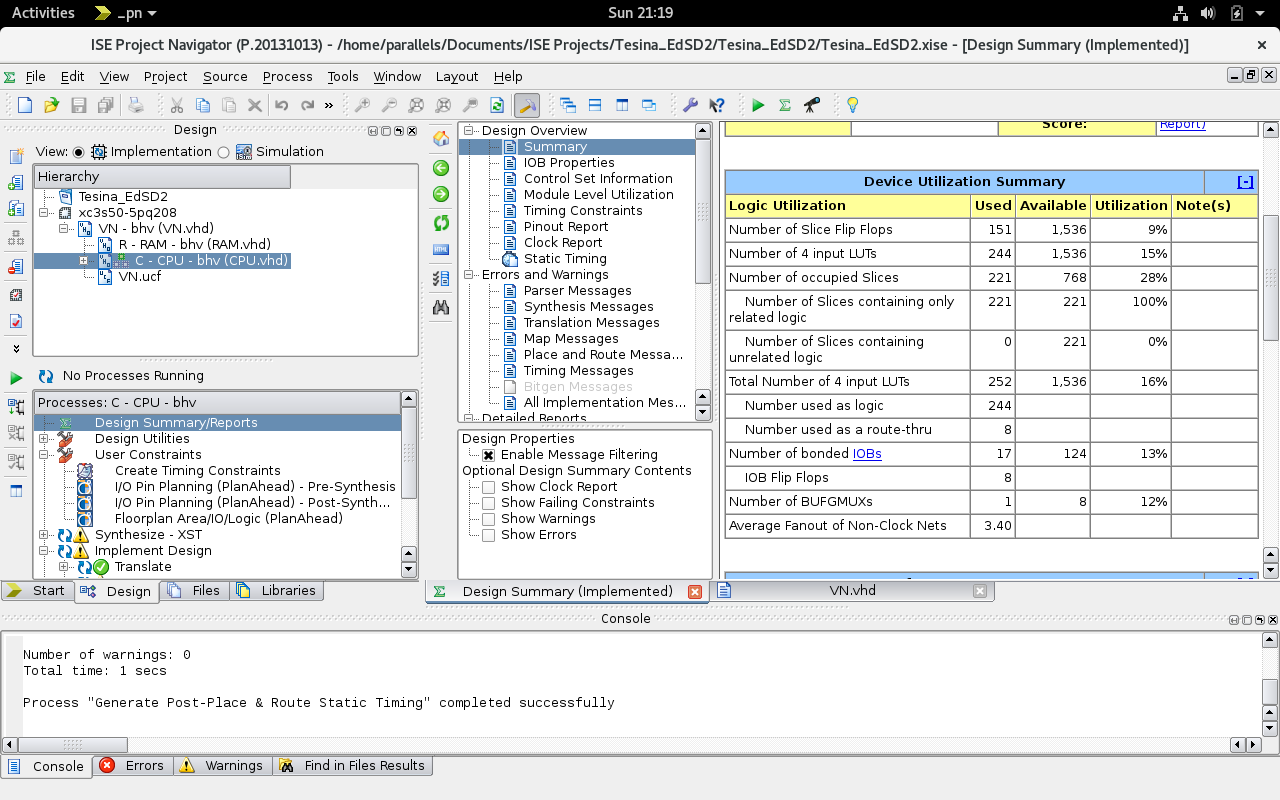 Activities _pn Sun 21:19
ISE Project Navigator (P.20131013) - /home/parallels/Documents/ISE Projects/Tesina_EdSD2/Tesina_EdSD2/Tesina_EdSD2.xise - [Design Summary (Implemented)]
File Edit View Project Source Process Tools Window Layout Help
Design
View: Implementation Simulation
Hierarchy
Tesina_EdSD2
xc3s50-5pq208
VN - bhv (VN.vhd)
R - RAM - bhv (RAM.vhd)
C - CPU - bhv (CPU.vhd)
VN.ucf
No Processes Running
Processes: C - CPU - bhv
Design Summary/Reports
Design Utilities
User Constraints
Create Timing Constraints
I/O Pin Planning (PlanAhead) - Pre-Synthesis
I/O Pin Planning (PlanAhead) - Post-Synth...
Floorplan Area/IO/Logic (PlanAhead)
Synthesize - XST
Implement Design
Translate
Start Design Files Libraries
Design Overview
Summary
IOB Properties
Control Set Information
Module Level Utilization
Timing Constraints
Pinout Report
Clock Report
Static Timing
Errors and Warnings
Parser Messages
Synthesis Messages
Translation Messages
Map Messages
Place and Route Messa...
Timing Messages
Bitgen Messages
All Implementation Mes...
Detailed Reports
Design Properties
Enable Message Filtering
Optional Design Summary Contents
Show Clock Report
Show Failing Constraints
Show Warnings
Show Errors
Score: Report)
Device Utilization Summary [-]
Logic Utilization Used Available Utilization Note(s)
Number of Slice Flip Flops 151 1,536 9%
Number of 4 input LUTs 244 1,536 15%
Number of occupied Slices 221 768 28%
Number of Slices containing only related logic 221 221 100%
Number of Slices containing unrelated logic 0 221 0%
Total Number of 4 input LUTs 252 1,536 16%
Number used as logic 244
Number used as a route-thru 8
Number of bonded IOBs 17 124 13%
IOB Flip Flops 8
Number of BUFGMUXs 1 8 12%
Average Fanout of Non-Clock Nets 3.40
Design Summary (Implemented) VN.vhd
Console
Number of warnings: 0
Total time: 1 secs
Process "Generate Post-Place & Route Static Timing" completed successfully
Console Errors Warnings Find in Files Results